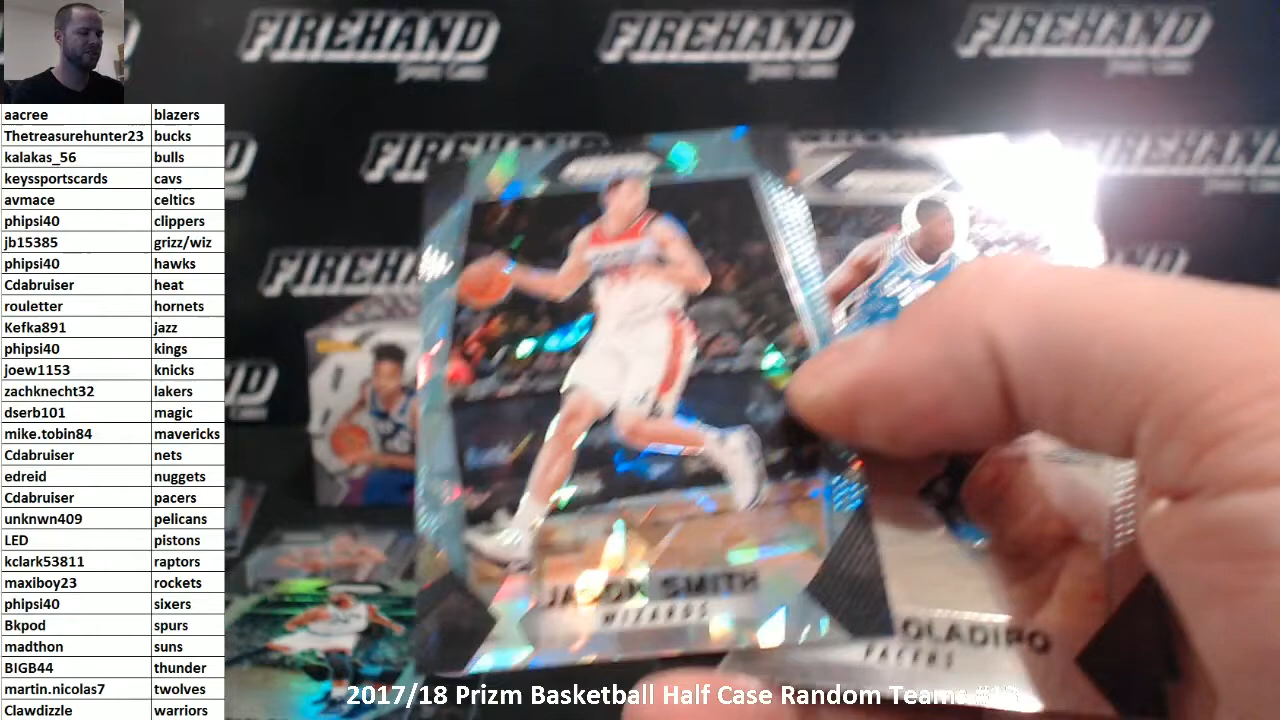 FIREHAND FIREHAND FIREHAND
aacree blazers
Thetreasurehunter23 bucks
kalakas_56 bulls
keyssportscards cavs
avmace celtics
phipsi40 clippers
jb15385 grizz/wiz
phipsi40 hawks
Cdabruiser heat
rouletter hornets
Kefka891 jazz
phipsi40 kings
joew1153 knicks
zachknecht32 lakers
dserb101 magic
mike.tobin84 mavericks
Cdabruiser nets
edreid nuggets
Cdabruiser pacers
unknwn409 pelicans
LED pistons
kclark53811 raptors
maxiboy23 rockets
phipsi40 sixers
Bkpod spurs
madthon suns
BIGB44 thunder
martin.nicolas7 twolves
Clawdizzle warriors
JASON SMITH
WIZARDS
OLADIPO
PACERS
2017/18 Prizm Basketball Half Case Random Teams